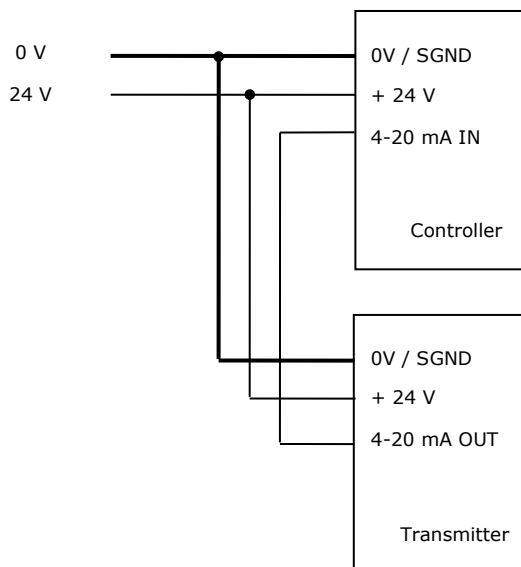 0 V
24 V
0V / SGND
+ 24 V
4-20 mA IN
Controller
0V / SGND
+ 24 V
4-20 mA OUT
Transmitter